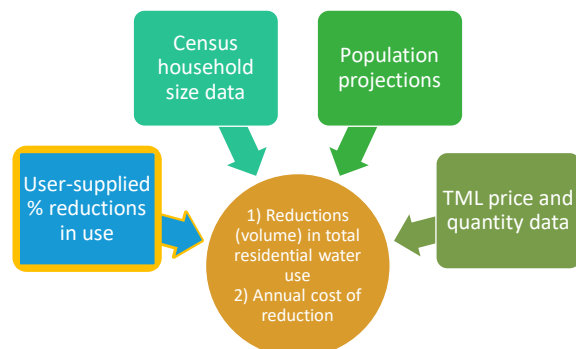 Census
household
size data
Population
projections
User-supplied
% reductions
in use
TML price and
quantity data
1) Reductions
(volume) in total
residential water
use
2) Annual cost of
reduction